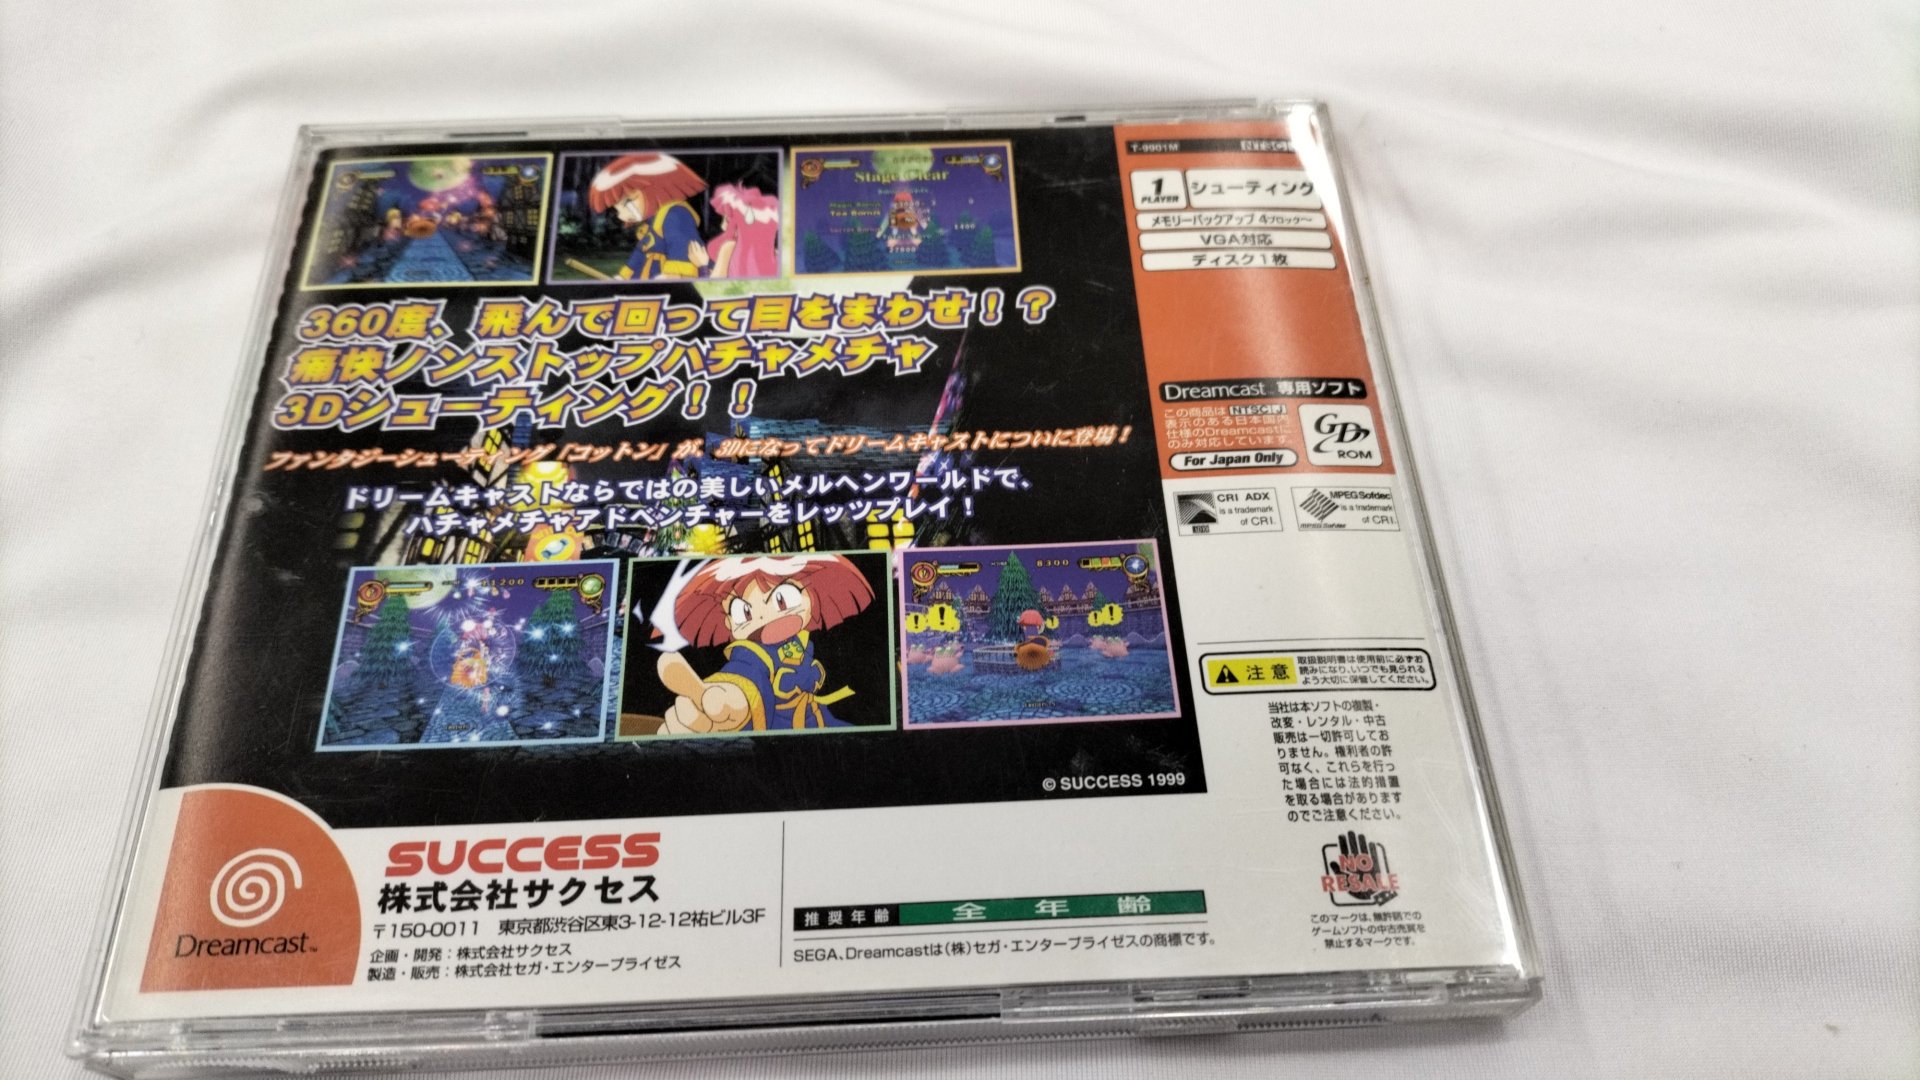 Stage Clear
Tea Bonus
1400
27800
360度、飛んで回って目をまわせ！？
痛快ノンストップハチャメチャ
3Dシューティング！！
ファンタジーシューティング「コットン」が、3Dになってドリームキャストについに登場！
ドリームキャストならではの美しいメルヘンワールドで、
ハチャメチャアドベンチャーをレッツプレイ！
11200
8300
© SUCCESS 1999
Dreamcast™
SUCCESS
株式会社サクセス
〒150-0011 東京都渋谷区東3-12-12祐ビル3F
企画・開発：株式会社サクセス
製造・販売：株式会社セガ・エンタープライゼス
推奨年齢 全年齢
SEGA、Dreamcastは(株)セガ・エンタープライゼスの商標です。
T-9901M NTSC J
1 PLAYER シューティング
メモリーバックアップ 4ブロック〜
VGA対応
ディスク1枚
Dreamcast™ 専用ソフト
この商品は NTSC J
表示のある日本国内
仕様のDreamcastに
のみ対応しています。
For Japan Only
GD ROM
CRI ADX
is a trademark
of CRI.
MPEG Sofdec
is a trademark
of CRI.
注意
取扱説明書は使用前に必ずお
読みになり、いつでも見られる
よう大切に保管してください。
当社は本ソフトの複製・
改変・レンタル・中古
販売は一切許可してお
りません。権利者の許
可なく、これらを行っ
た場合には法的措置
を取る場合があります
のでご注意ください。
NO
RESALE
このマークは、無許諾での
ゲームソフトの中古売買を
禁止するマークです。